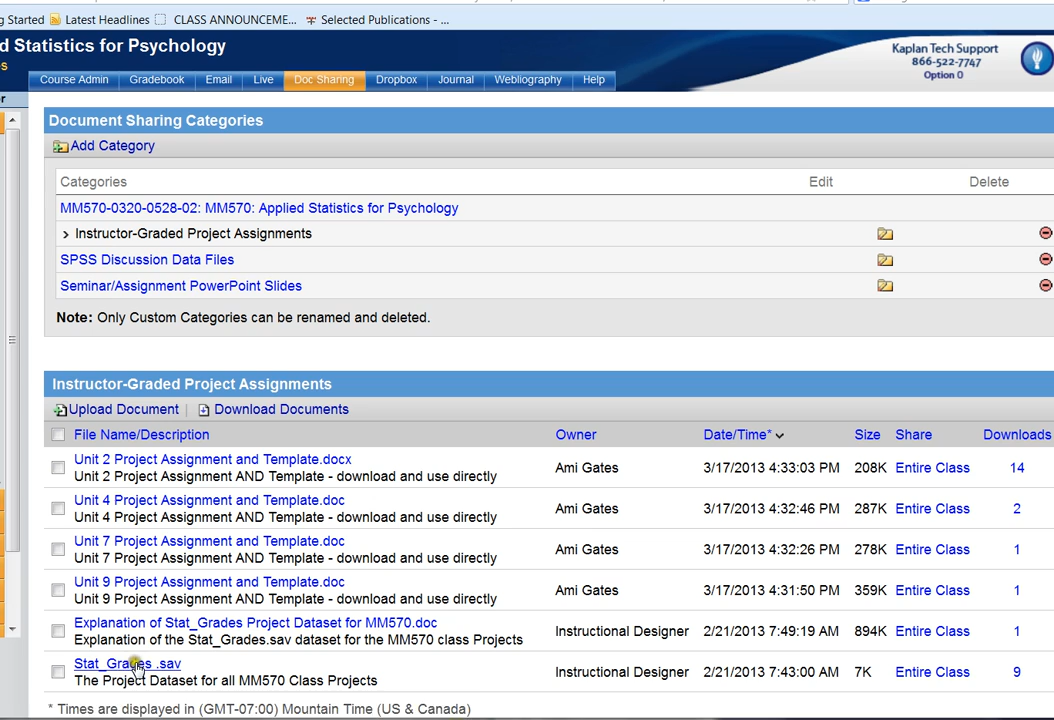 g Started Latest Headlines CLASS ANNOUNCEME... Selected Publications - ...
d Statistics for Psychology
s
Kaplan Tech Support
866-522-7747
Option 0
Course Admin Gradebook Email Live Doc Sharing Dropbox Journal Webliography Help
r
Document Sharing Categories
Add Category
Categories Edit Delete
MM570-0320-0528-02: MM570: Applied Statistics for Psychology
> Instructor-Graded Project Assignments
SPSS Discussion Data Files
Seminar/Assignment PowerPoint Slides
Note: Only Custom Categories can be renamed and deleted.
Instructor-Graded Project Assignments
Upload Document | Download Documents
File Name/Description Owner Date/Time* Size Share Downloads
Unit 2 Project Assignment and Template.docx
Unit 2 Project Assignment AND Template - download and use directly
Ami Gates 3/17/2013 4:33:03 PM 208K Entire Class 14
Unit 4 Project Assignment and Template.doc
Unit 4 Project Assignment AND Template - download and use directly
Ami Gates 3/17/2013 4:32:46 PM 287K Entire Class 2
Unit 7 Project Assignment and Template.doc
Unit 7 Project Assignment AND Template - download and use directly
Ami Gates 3/17/2013 4:32:26 PM 278K Entire Class 1
Unit 9 Project Assignment and Template.doc
Unit 9 Project Assignment AND Template - download and use directly
Ami Gates 3/17/2013 4:31:50 PM 359K Entire Class 1
Explanation of Stat_Grades Project Dataset for MM570.doc
Explanation of the Stat_Grades.sav dataset for the MM570 class Projects
Instructional Designer 2/21/2013 7:49:19 AM 894K Entire Class 1
Stat_Grades .sav
The Project Dataset for all MM570 Class Projects
Instructional Designer 2/21/2013 7:43:00 AM 7K Entire Class 9
* Times are displayed in (GMT-07:00) Mountain Time (US & Canada)